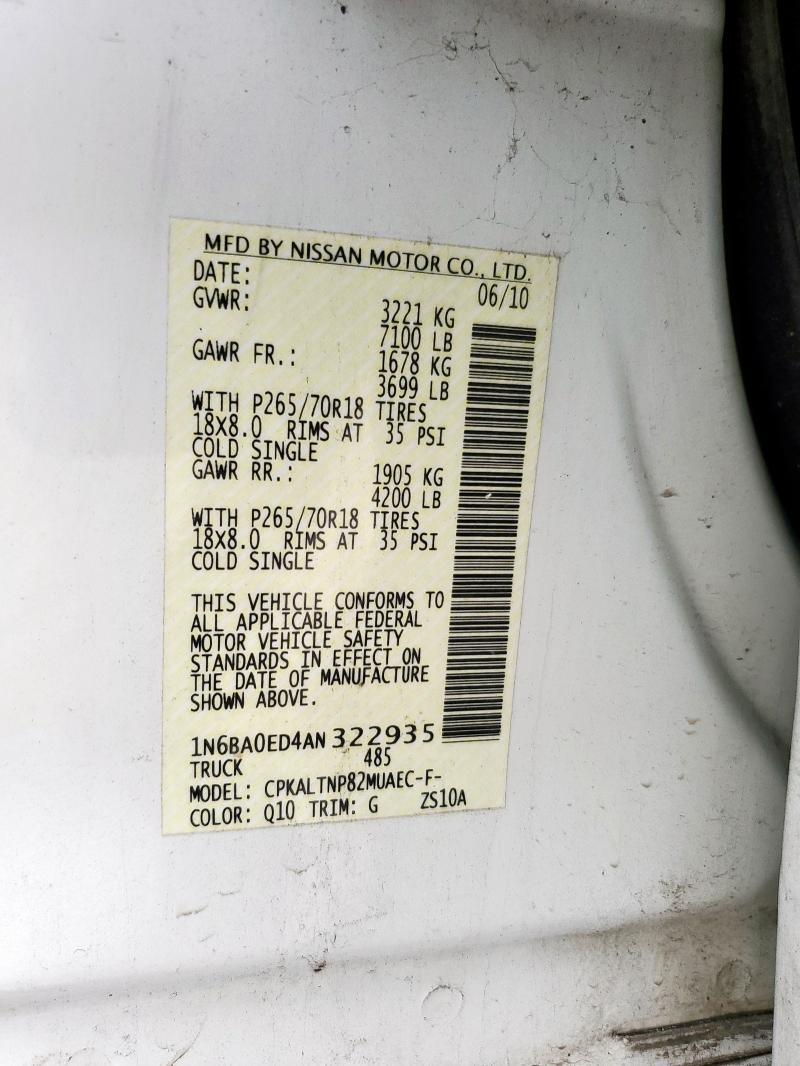 MFD BY NISSAN MOTOR CO., LTD.
DATE: 06/10
GVWR: 3221 KG
7100 LB
GAWR FR.: 1678 KG
3699 LB
WITH P265/70R18 TIRES
18X8.0 RIMS AT 35 PSI
COLD SINGLE
GAWR RR.: 1905 KG
4200 LB
WITH P265/70R18 TIRES
18X8.0 RIMS AT 35 PSI
COLD SINGLE
THIS VEHICLE CONFORMS TO
ALL APPLICABLE FEDERAL
MOTOR VEHICLE SAFETY
STANDARDS IN EFFECT ON
THE DATE OF MANUFACTURE
SHOWN ABOVE.
1N6BA0ED4AN322935
TRUCK 485
MODEL: CPKALTNP82MUAEC-F-
COLOR: Q10 TRIM: G ZS10A